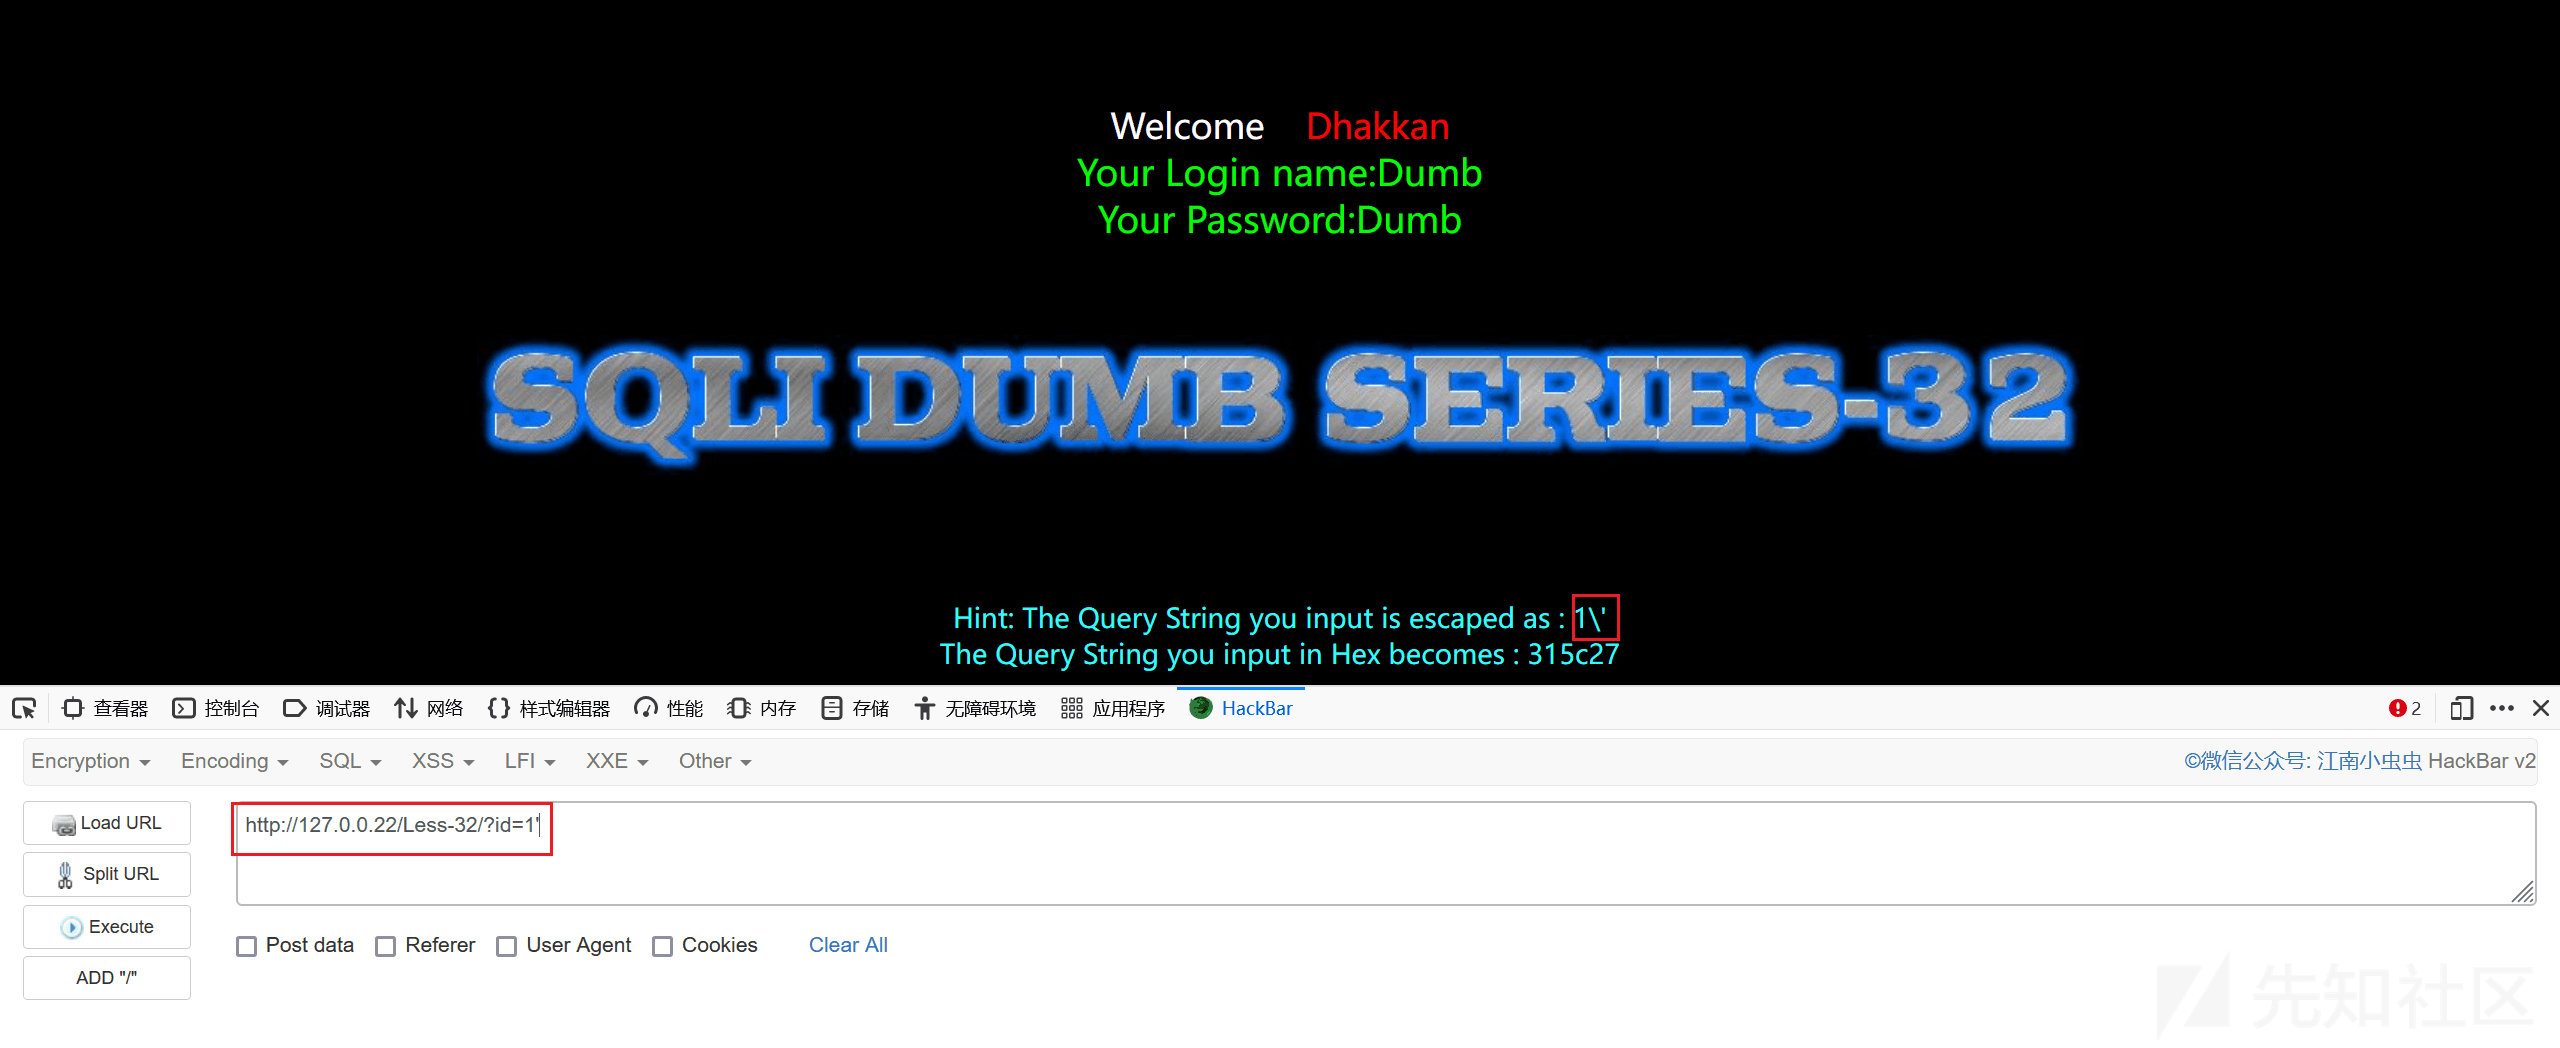 Welcome Dhakkan
Your Login name:Dumb
Your Password:Dumb
SQLI DUMB SERIES-32
Hint: The Query String you input is escaped as : 1\'
The Query String you input in Hex becomes : 315c27
查看器 控制台 调试器 网络 样式编辑器 性能 内存 存储 无障碍环境 应用程序 HackBar 2
Encryption Encoding SQL XSS LFI XXE Other ©微信公众号: 江南小虫虫 HackBar v2
Load URL
http://127.0.0.22/Less-32/?id=1'
Split URL
Execute
Post data Referer User Agent Cookies Clear All
ADD "/"
先知社区